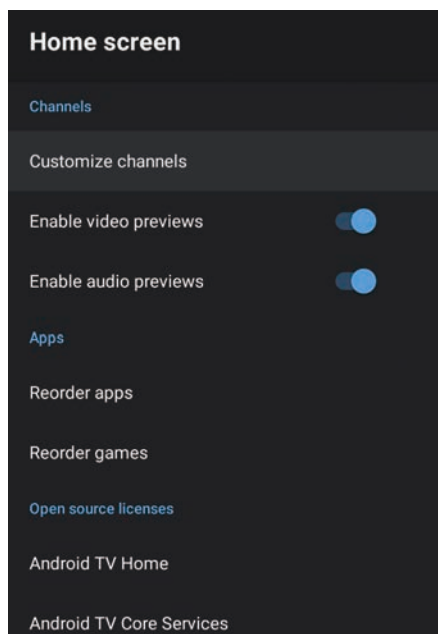 Home screen
Channels
Customize channels
Enable video previews
Enable audio previews
Apps
Reorder apps
Reorder games
Open source licenses
Android TV Home
Android TV Core Services